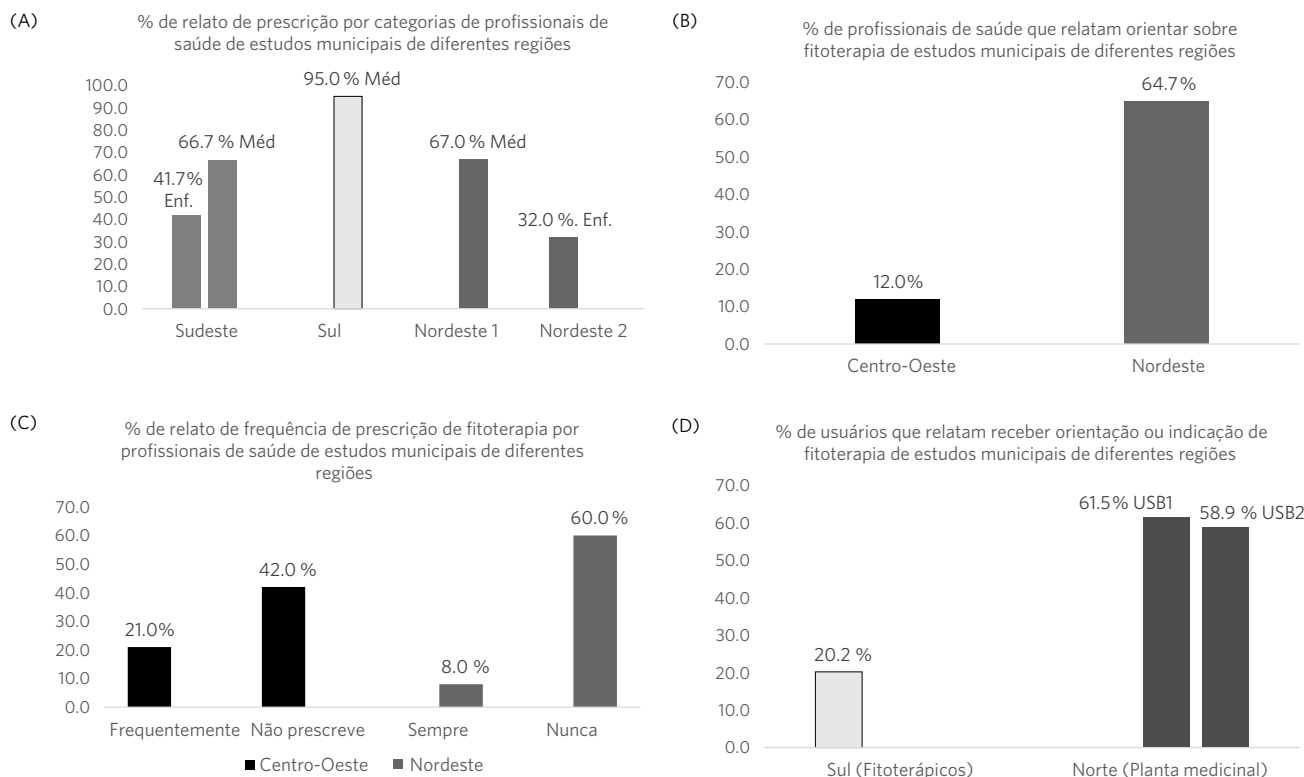 (A)
% de relato de prescrição por categorias de profissionais de
saúde de estudos municipais de diferentes regiões
100.0
90.0
80.0
70.0
60.0
50.0
40.0
30.0
20.0
10.0
0.0
41.7%
Enf.
66.7 % Méd
95.0 % Méd
67.0 % Méd
32.0 %. Enf.
Sudeste
Sul
Nordeste 1
Nordeste 2
(B)
% de profissionais de saúde que relatam orientar sobre
fitoterapia de estudos municipais de diferentes regiões
70.0
60.0
50.0
40.0
30.0
20.0
10.0
0.0
12.0%
64.7%
Centro-Oeste
Nordeste
(C)
% de relato de frequência de prescrição de fitoterapia por
profissionais de saúde de estudos municipais de diferentes
regiões
70.0
60.0
50.0
40.0
30.0
20.0
10.0
0.0
21.0%
42.0 %
8.0 %
60.0 %
Frequentemente
Não prescreve
Sempre
Nunca
Centro-Oeste
Nordeste
(D)
% de usuários que relatam receber orientação ou indicação de
fitoterapia de estudos municipais de diferentes regiões
70.0
60.0
50.0
40.0
30.0
20.0
10.0
0.0
20.2 %
61.5% USB1
58.9 % USB2
Sul (Fitoterápicos)
Norte (Planta medicinal)